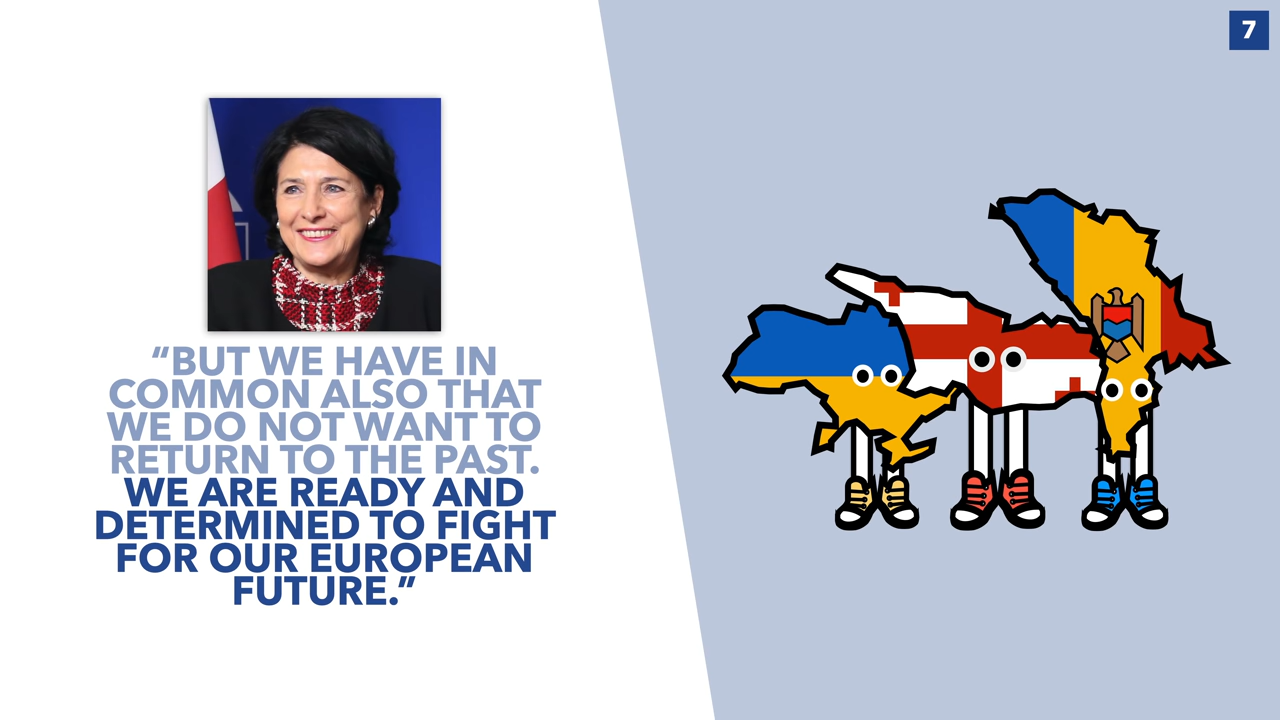 7
“BUT WE HAVE IN
COMMON ALSO THAT
WE DO NOT WANT TO
RETURN TO THE PAST.
WE ARE READY AND
DETERMINED TO FIGHT
FOR OUR EUROPEAN
FUTURE.”